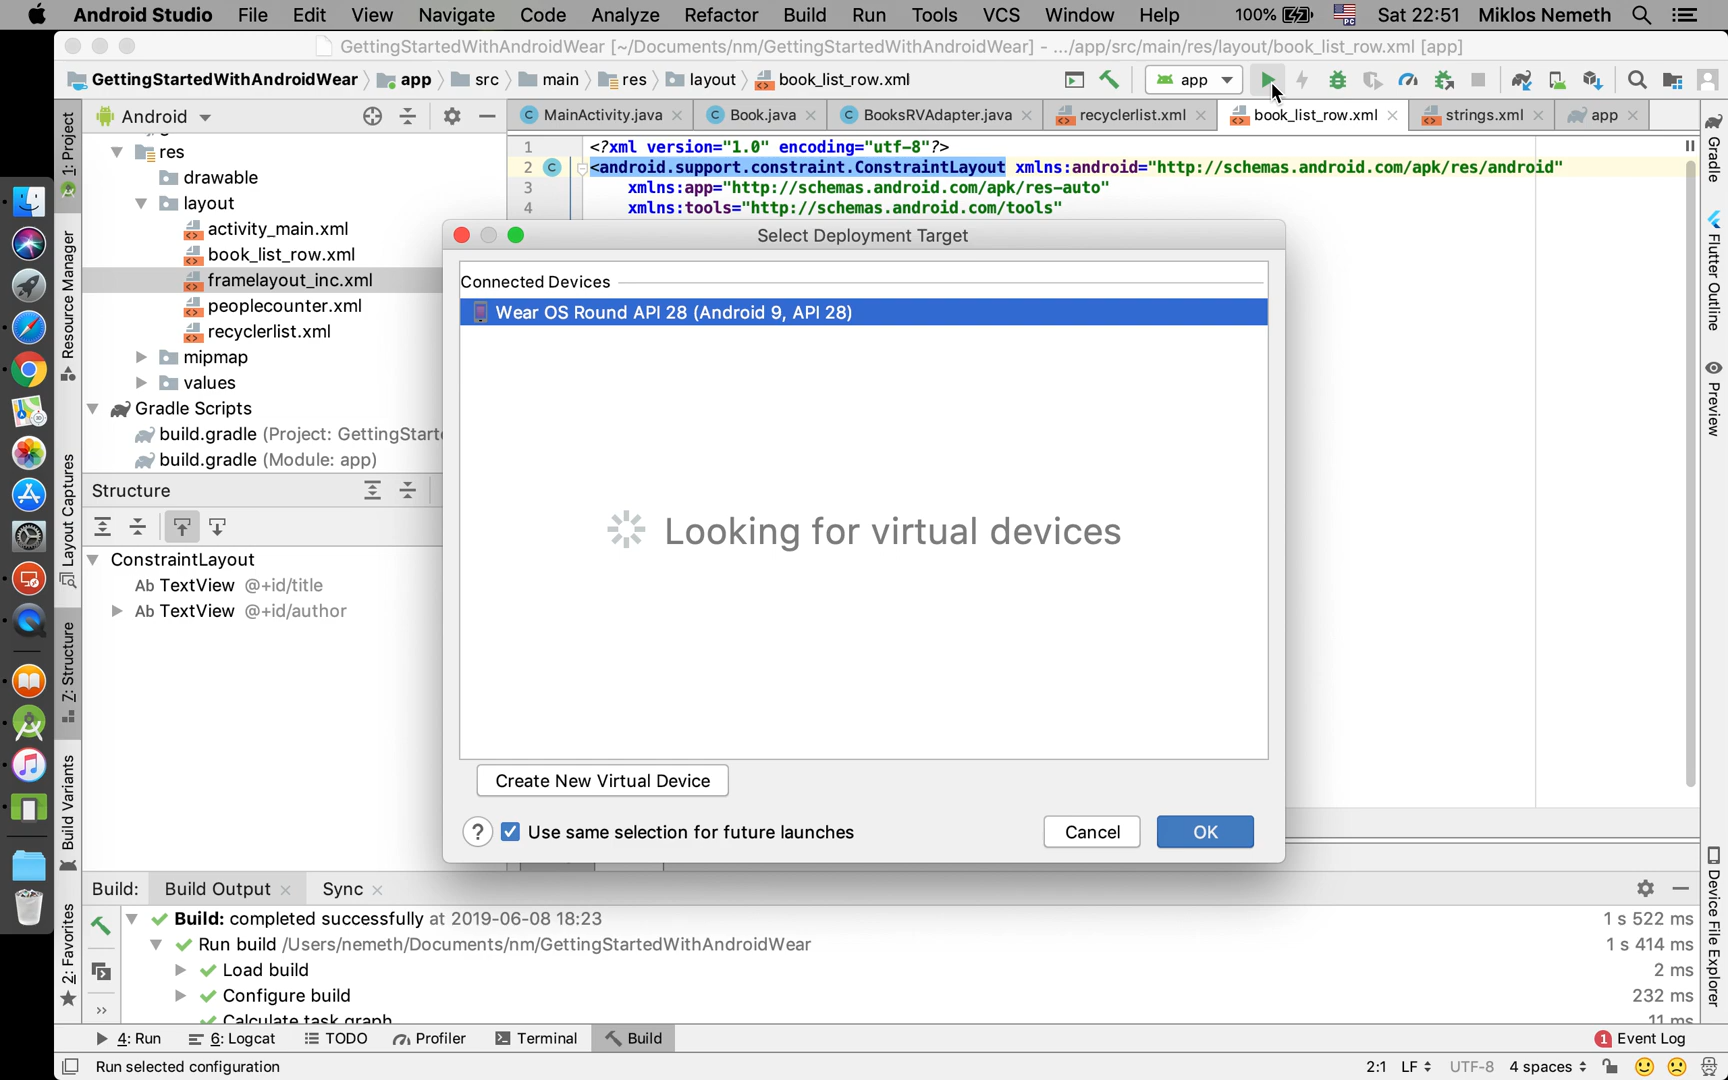 Android Studio File Edit View Navigate Code Analyze Refactor Build Run Tools VCS Window Help 100% Sat 22:51 Miklos Nemeth
GettingStartedWithAndroidWear [~/Documents/nm/GettingStartedWithAndroidWear] - .../app/src/main/res/layout/book_list_row.xml [app]
GettingStartedWithAndroidWear app src main res layout book_list_row.xml app
Android
MainActivity.java Book.java BooksRVAdapter.java recyclerlist.xml book_list_row.xml strings.xml app
1: Project
Resource Manager
Layout Captures
Z: Structure
Build Variants
2: Favorites
res
drawable
layout
activity_main.xml
book_list_row.xml
framelayout_inc.xml
peoplecounter.xml
recyclerlist.xml
mipmap
values
Gradle Scripts
build.gradle (Project: GettingStart
build.gradle (Module: app)
Structure
ConstraintLayout
Ab TextView @+id/title
Ab TextView @+id/author
1 <?xml version="1.0" encoding="utf-8"?>
2 <android.support.constraint.ConstraintLayout xmlns:android="http://schemas.android.com/apk/res/android"
3 xmlns:app="http://schemas.android.com/apk/res-auto"
4 xmlns:tools="http://schemas.android.com/tools"
Select Deployment Target
Connected Devices
Wear OS Round API 28 (Android 9, API 28)
Looking for virtual devices
Create New Virtual Device
? Use same selection for future launches
Cancel OK
Gradle
Flutter Outline
Preview
Device File Explorer
Build: Build Output Sync
Build: completed successfully at 2019-06-08 18:23 1 s 522 ms
Run build /Users/nemeth/Documents/nm/GettingStartedWithAndroidWear 1 s 414 ms
Load build 2 ms
Configure build 232 ms
Calculate task graph 11 ms
4: Run 6: Logcat TODO Profiler Terminal Build 1 Event Log
Run selected configuration 2:1 LF UTF-8 4 spaces